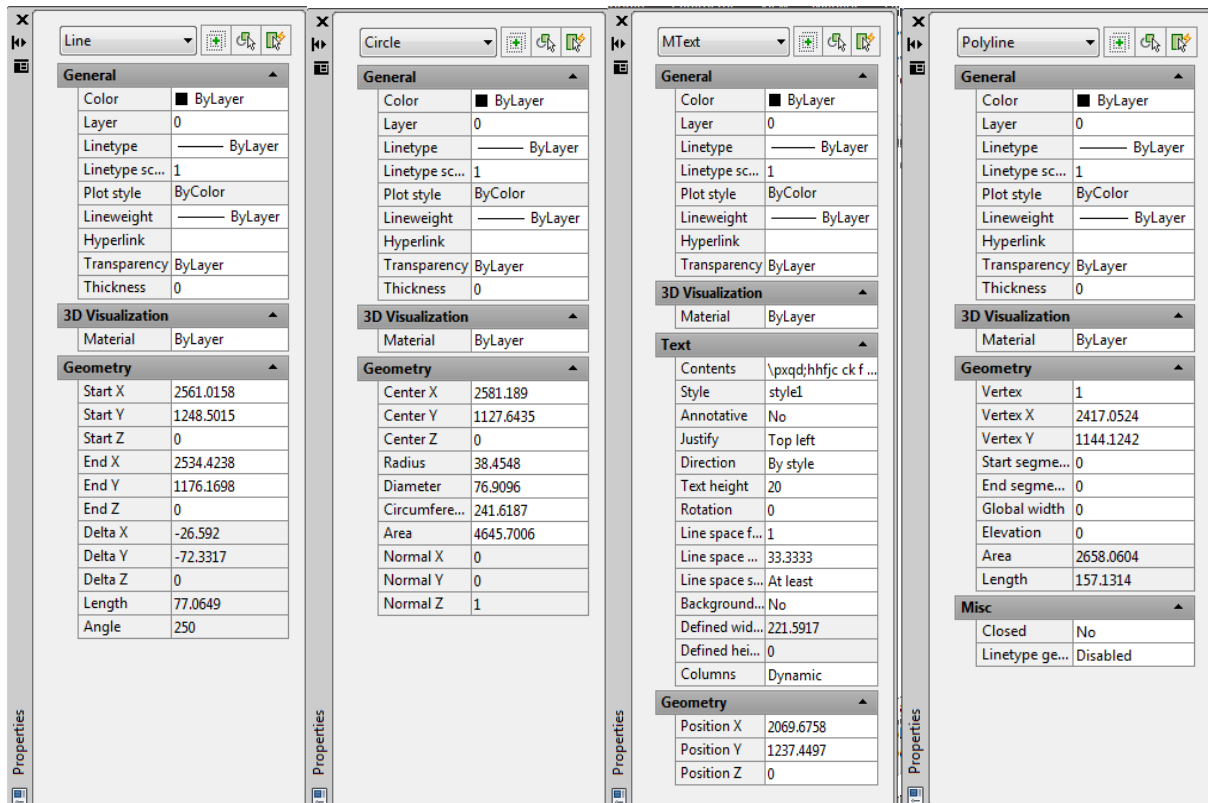 Line
General
Color ByLayer
Layer 0
Linetype ByLayer
Linetype sc... 1
Plot style ByColor
Lineweight ByLayer
Hyperlink
Transparency ByLayer
Thickness 0
3D Visualization
Material ByLayer
Geometry
Start X 2561.0158
Start Y 1248.5015
Start Z 0
End X 2534.4238
End Y 1176.1698
End Z 0
Delta X -26.592
Delta Y -72.3317
Delta Z 0
Length 77.0649
Angle 250
Properties
Circle
General
Color ByLayer
Layer 0
Linetype ByLayer
Linetype sc... 1
Plot style ByColor
Lineweight ByLayer
Hyperlink
Transparency ByLayer
Thickness 0
3D Visualization
Material ByLayer
Geometry
Center X 2581.189
Center Y 1127.6435
Center Z 0
Radius 38.4548
Diameter 76.9096
Circumfere... 241.6187
Area 4645.7006
Normal X 0
Normal Y 0
Normal Z 1
Properties
MText
General
Color ByLayer
Layer 0
Linetype ByLayer
Linetype sc... 1
Plot style ByColor
Lineweight ByLayer
Hyperlink
Transparency ByLayer
3D Visualization
Material ByLayer
Text
Contents \pxqd;hhfjc ck f ...
Style style1
Annotative No
Justify Top left
Direction By style
Text height 20
Rotation 0
Line space f... 1
Line space ... 33.3333
Line space s... At least
Background... No
Defined wid... 221.5917
Defined hei... 0
Columns Dynamic
Geometry
Position X 2069.6758
Position Y 1237.4497
Position Z 0
Properties
Polyline
General
Color ByLayer
Layer 0
Linetype ByLayer
Linetype sc... 1
Plot style ByColor
Lineweight ByLayer
Hyperlink
Transparency ByLayer
Thickness 0
3D Visualization
Material ByLayer
Geometry
Vertex 1
Vertex X 2417.0524
Vertex Y 1144.1242
Start segme... 0
End segme... 0
Global width 0
Elevation 0
Area 2658.0604
Length 157.1314
Misc
Closed No
Linetype ge... Disabled
Properties